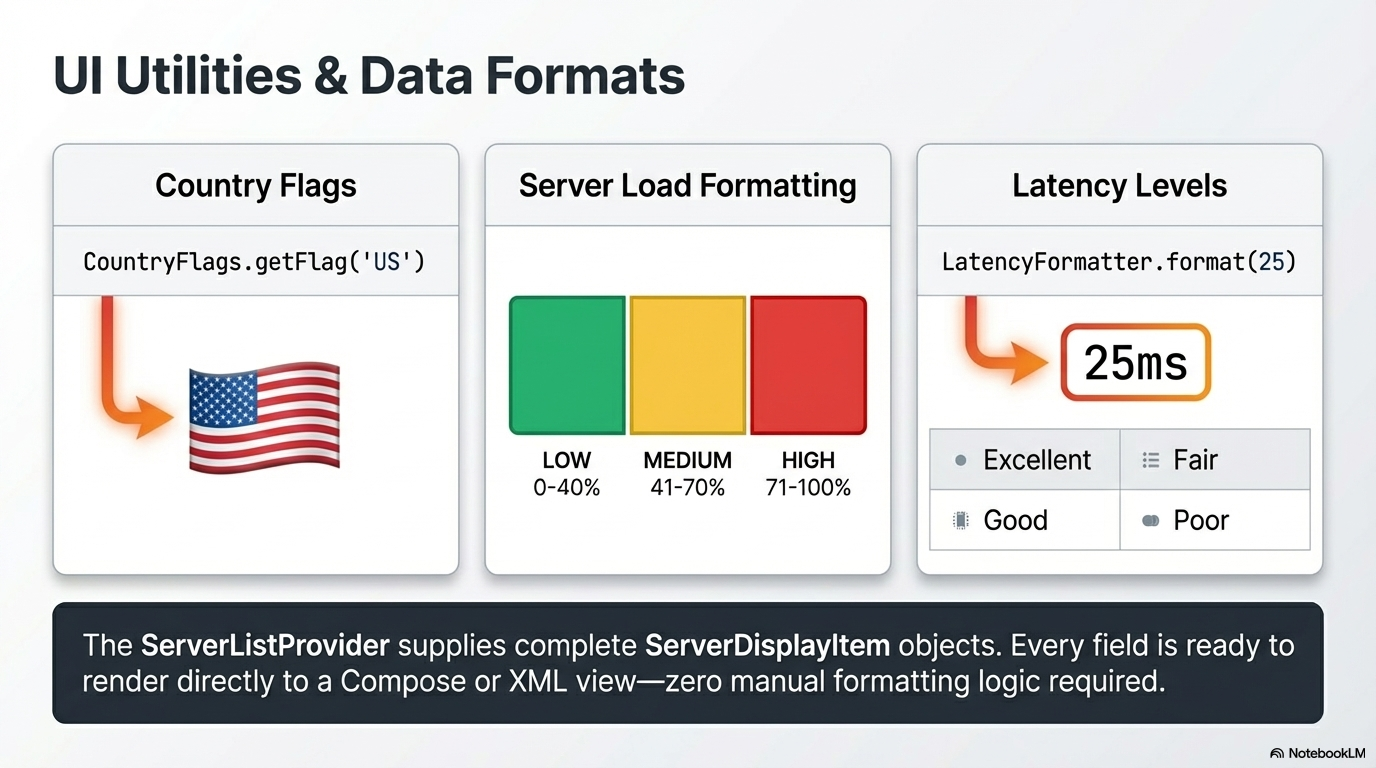 UI Utilities & Data Formats
Country Flags
CountryFlags.getFlag('US')
Server Load Formatting
LOW
0-40%
MEDIUM
41-70%
HIGH
71-100%
Latency Levels
LatencyFormatter.format(25)
25ms
Excellent
Fair
Good
Poor
The ServerListProvider supplies complete ServerDisplayItem objects. Every field is ready to
render directly to a Compose or XML view—zero manual formatting logic required.
NotebookLM